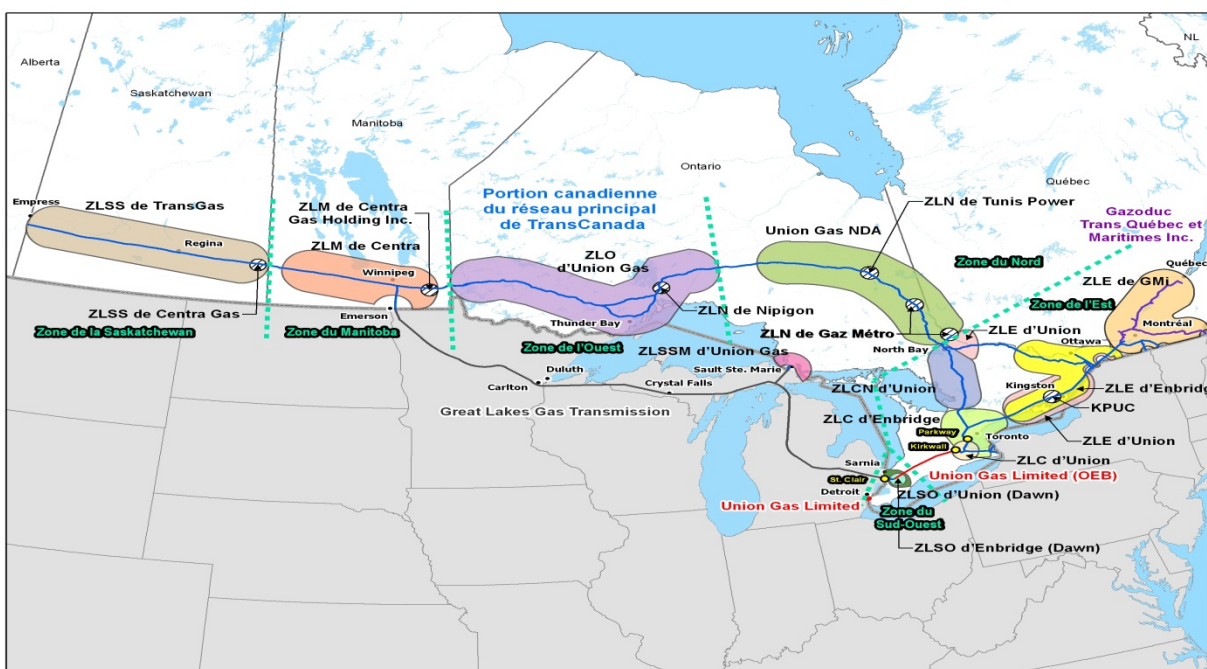 NL
Alberta
Saskatchewan
Manitoba
Ontario
Québec
Portion canadienne
du réseau principal
de TransCanada
ZLN de Tunis Power
Gazoduc
Trans Québec et
Maritimes Inc.
Empress
ZLSS de TransGas
ZLM de Centra
Gas Holding Inc.
Union Gas NDA
Zone du Nord
Québec
Regina
ZLM de Centra
ZLO
d'Union Gas
ZLE de GMi
Winnipeg
Zone de l'Est
ZLSS de Centra Gas
Emerson
ZLN de Nipigon
Montréal
Zone de la Saskatchewan
Zone du Manitoba
Thunder Bay
Zone de l'Ouest
ZLN de Gaz Métro
ZLE d'Union
Ottawa
North Bay
ZLSSM d'Union Gas
Sault Ste. Marie
Duluth
Carlton
Crystal Falls
ZLCN d'Union
Kingston
ZLE d'Enbridg
KPUC
Great Lakes Gas Transmission
ZLC d'Enbridge
Parkway
Toronto
ZLE d'Union
Kirkwall
ZLC d'Union
Sarnia
St. Clair
Union Gas Limited (OEB)
Detroit
ZLSO d'Union (Dawn)
Union Gas Limited
Zone du
Sud-Ouest
ZLSO d'Enbridge (Dawn)